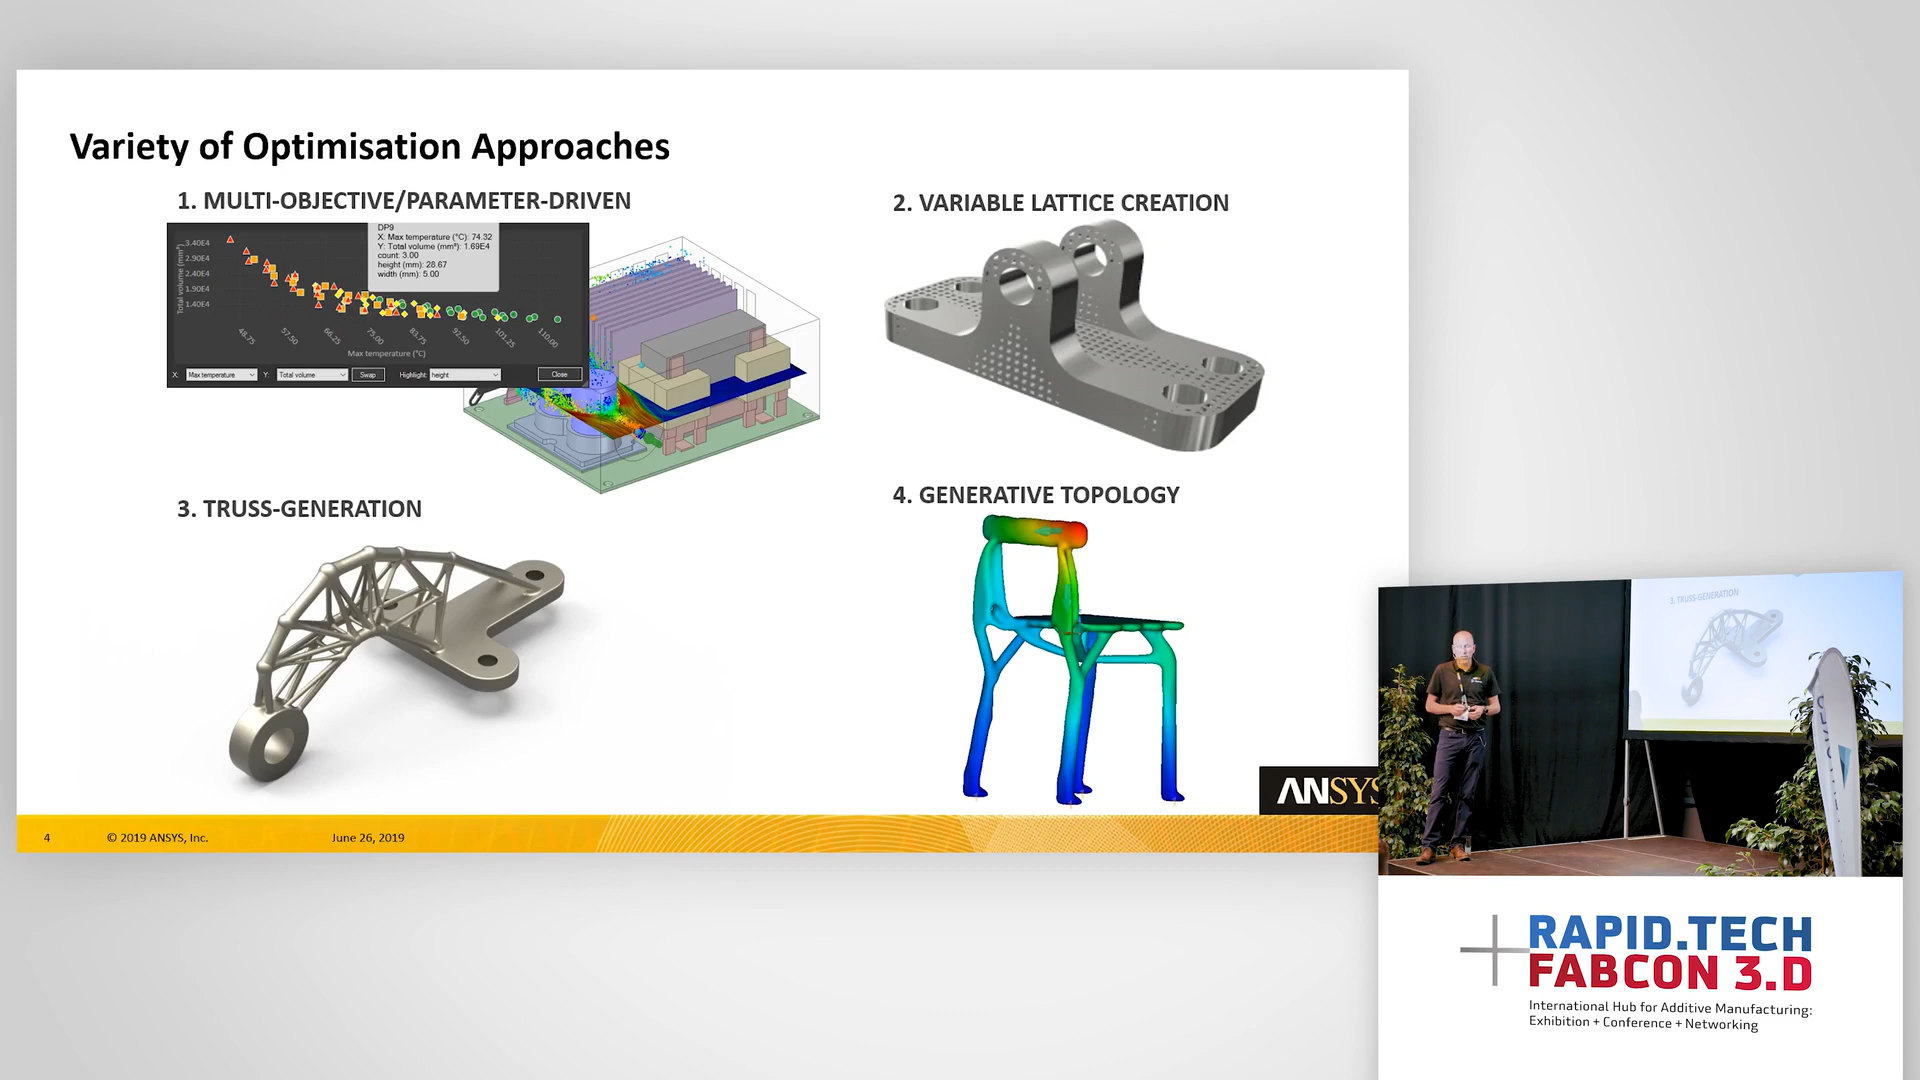 Variety of Optimisation Approaches
1. MULTI-OBJECTIVE/PARAMETER-DRIVEN
DP9
X: Max temperature (°C): 74.32
Y: Total volume (mm³): 1.69E4
count: 3.00
height (mm): 28.67
width (mm): 5.00
Total volume (mm³)
3.40E4
2.90E4
2.40E4
1.90E4
1.40E4
48.75 57.50 66.25 75.00 83.75 92.50 101.25 110.00
Max temperature (°C)
X: Max temperature Y: Total volume Swap Highlight: height Close
2. VARIABLE LATTICE CREATION
3. TRUSS-GENERATION
4. GENERATIVE TOPOLOGY
ANSYS
4 © 2019 ANSYS, Inc. June 26, 2019
3. TRUSS-GENERATION
RAPID.TECH
FABCON 3.D
International Hub for Additive Manufacturing:
Exhibition + Conference + Networking